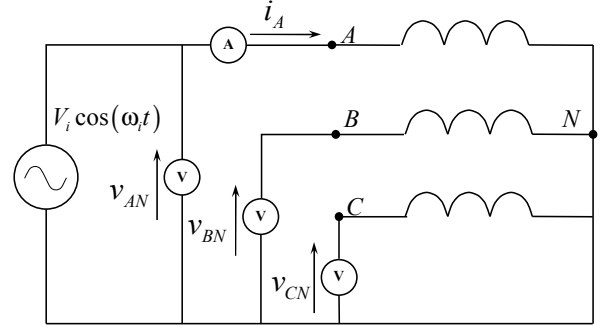 i_A
A
A
V_i cos(ω_i t)
B
N
V
v_AN
V
v_BN
C
V
v_CN